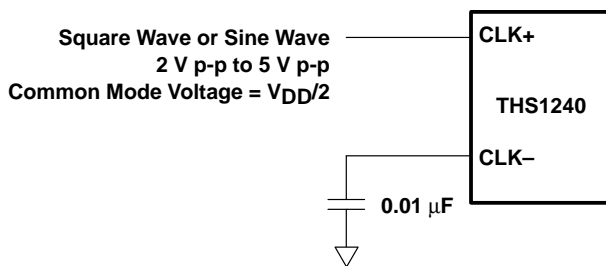 Square Wave or Sine Wave
2 V p-p to 5 V p-p
Common Mode Voltage = VDD/2
CLK+
THS1240
CLK–
0.01 μF